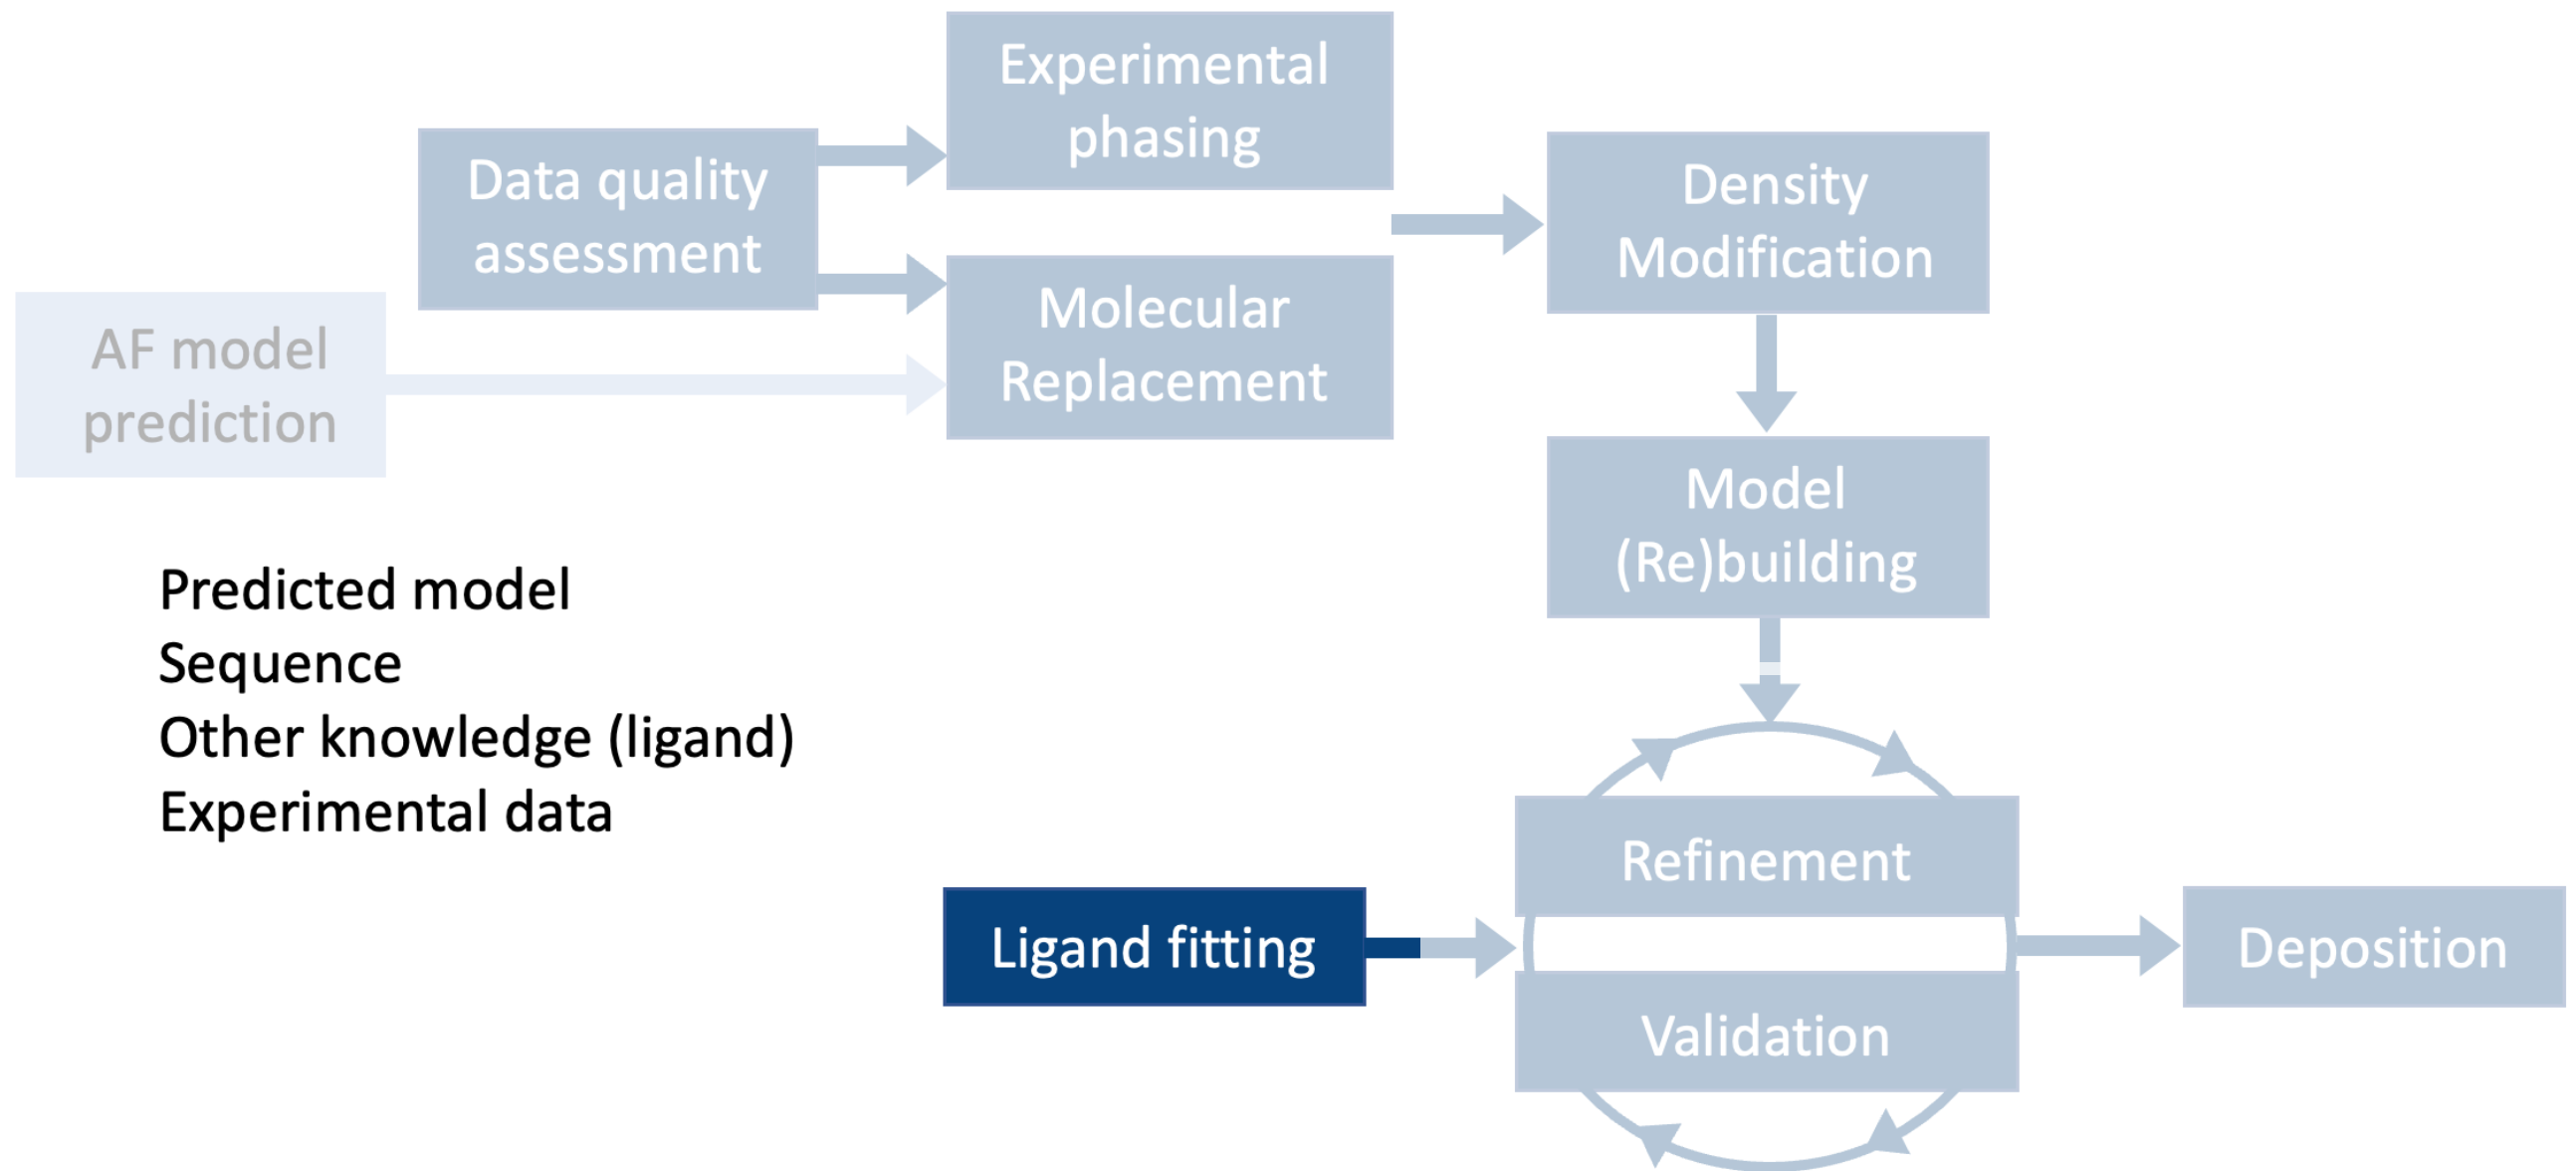 Experimental
phasing
Data quality
assessment
Density
Modification
Molecular
Replacement
AF model
prediction
Model
(Re)building
Predicted model
Sequence
Other knowledge (ligand)
Experimental data
Refinement
Ligand fitting
Deposition
Validation